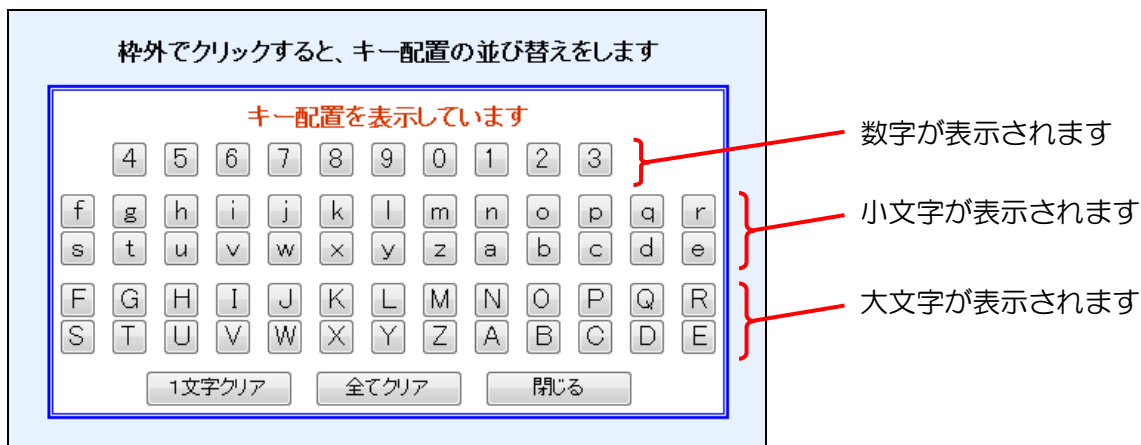 枠外でクリックすると、キー配置の並び替えをします
キー配置を表示しています
4 5 6 7 8 9 0 1 2 3
数字が表示されます
f g h i j k l m n o p q r
s t u v w x y z a b c d e
小文字が表示されます
F G H I J K L M N O P Q R
S T U V W X Y Z A B C D E
大文字が表示されます
1文字クリア 全てクリア 閉じる